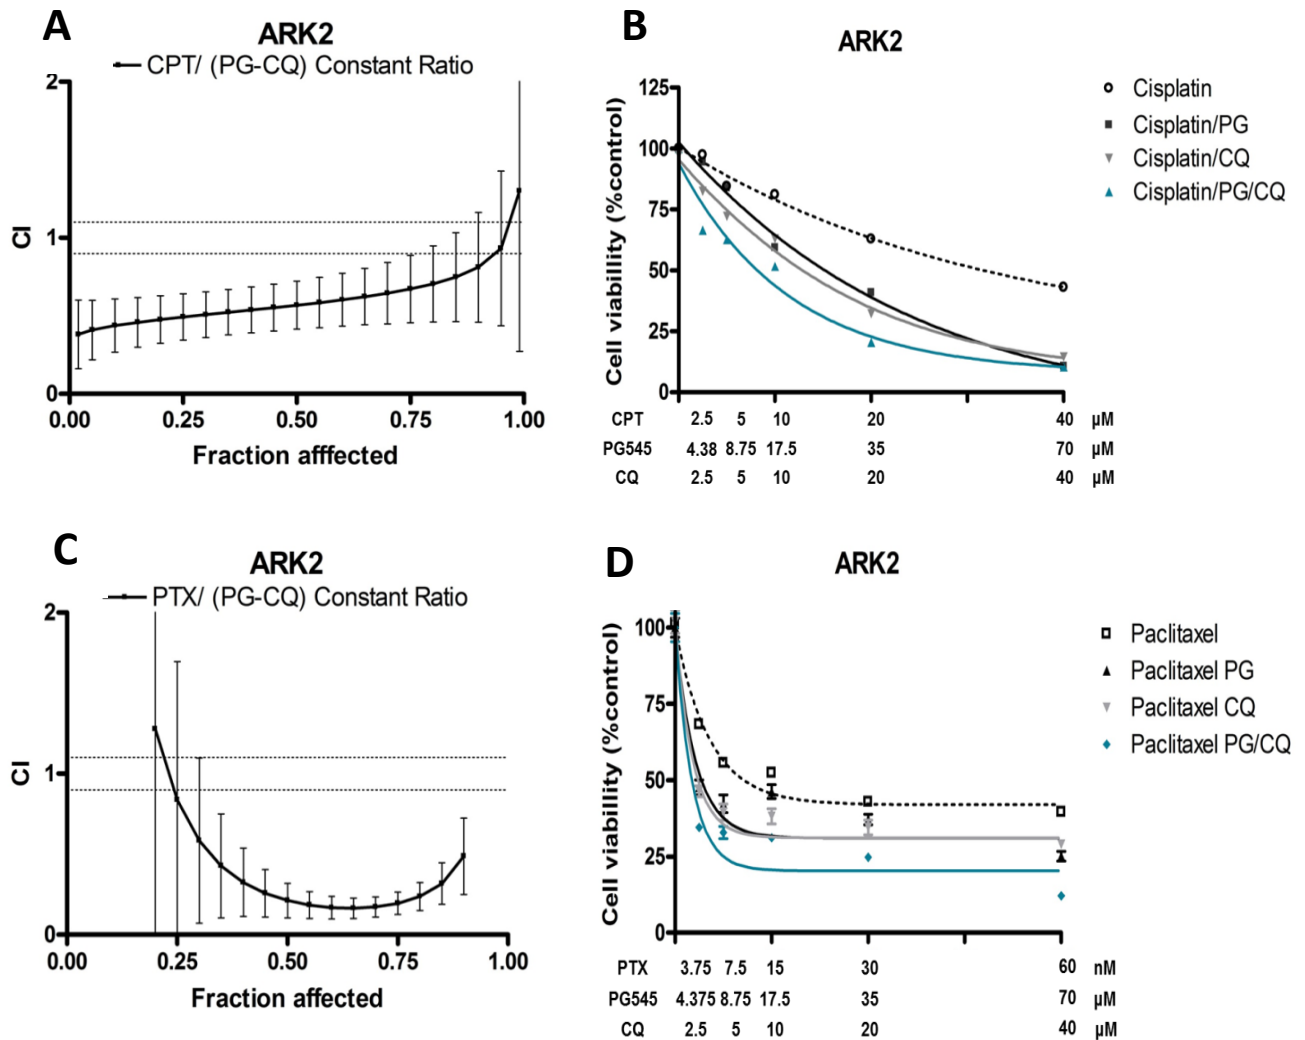 A
ARK2
CPT/ (PG-CQ) Constant Ratio
2
1
0
CI
0.00 0.25 0.50 0.75 1.00
Fraction afffected
B
ARK2
125
100
75
50
25
0
Cell viability (%control)
Cisplatin
Cisplatin/PG
Cisplatin/CQ
Cisplatin/PG/CQ
CPT 2.5 5 10 20 40 µM
PG545 4.38 8.75 17.5 35 70 µM
CQ 2.5 5 10 20 40 µM
C
ARK2
PTX/ (PG-CQ) Constant Ratio
2
1
0
CI
0.00 0.25 0.50 0.75 1.00
Fraction affected
D
ARK2
100
75
50
25
0
Cell viability (%control)
Paclitaxel
Paclitaxel PG
Paclitaxel CQ
Paclitaxel PG/CQ
PTX 3.75 7.5 15 30 60 nM
PG545 4.375 8.75 17.5 35 70 µM
CQ 2.5 5 10 20 40 µM